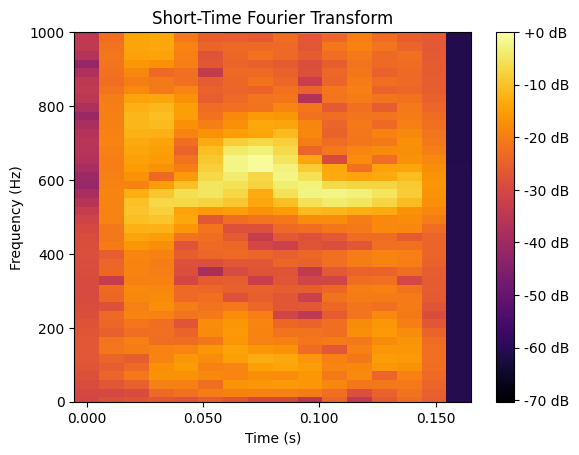 Short-Time Fourier Transform
1000
800
600
400
200
0
Frequency (Hz)
0.000
0.050
0.100
0.150
Time (s)
+0 dB
-10 dB
-20 dB
-30 dB
-40 dB
-50 dB
-60 dB
-70 dB